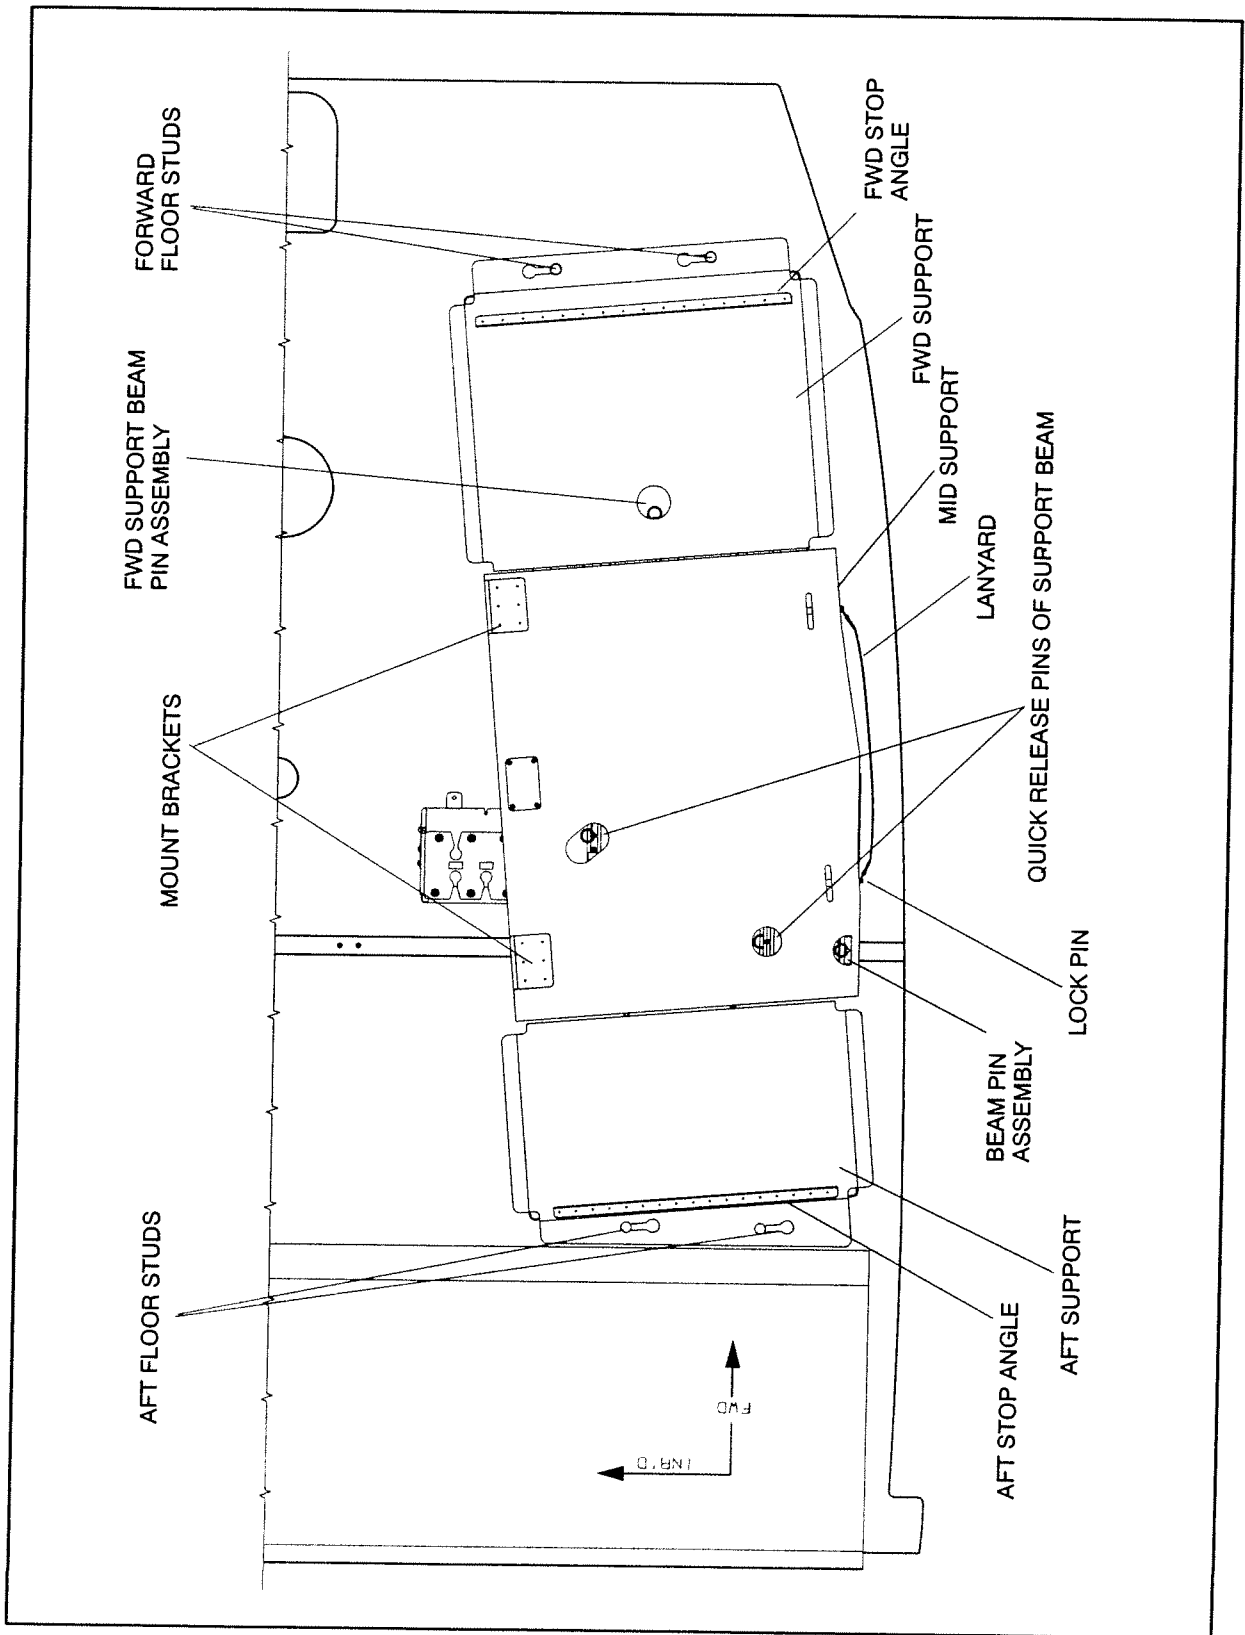 AFT FLOOR STUDS
MOUNT BRACKETS
FWD SUPPORT BEAM
PIN ASSEMBLY
FORWARD
FLOOR STUDS
FWD STOP
ANGLE
FWD SUPPORT
MID SUPPORT
LANYARD
QUICK RELEASE PINS OF SUPPORT BEAM
LOCK PIN
BEAM PIN
ASSEMBLY
AFT SUPPORT
AFT STOP ANGLE
INB'D
FWD